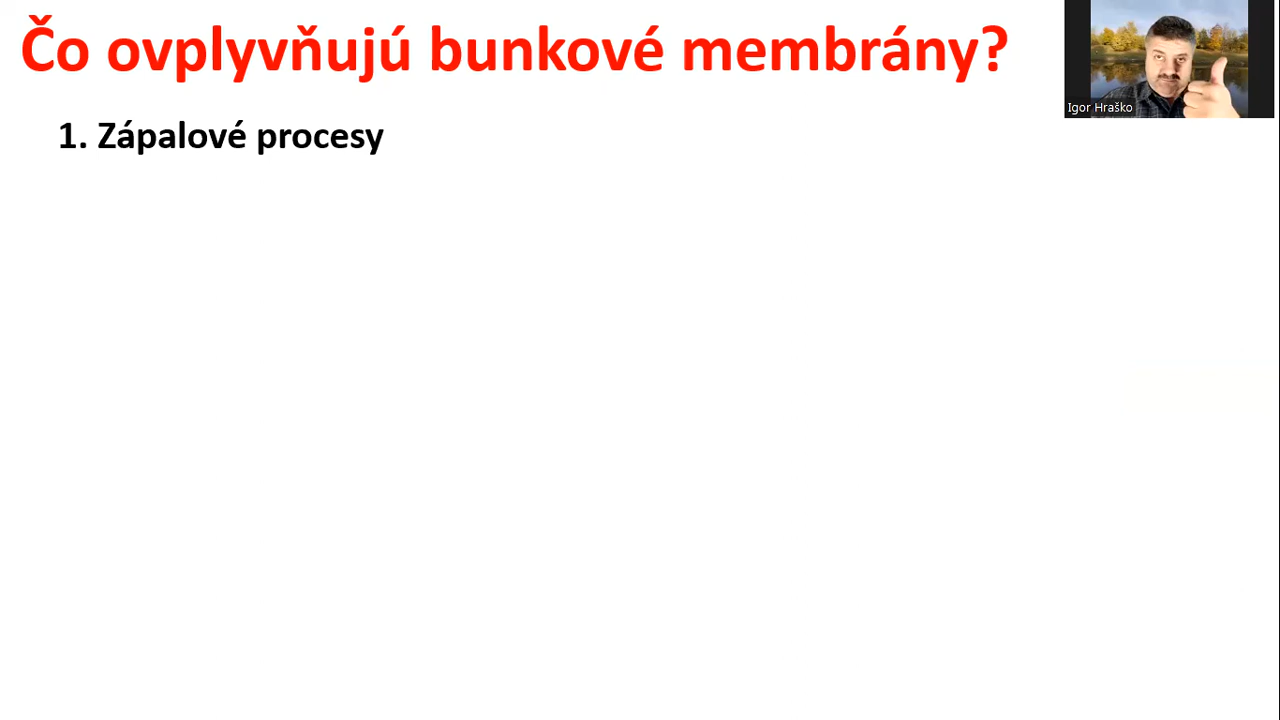 Čo ovplyvňujú bunkové membrány?
Igor Hraško
1. Zápalové procesy